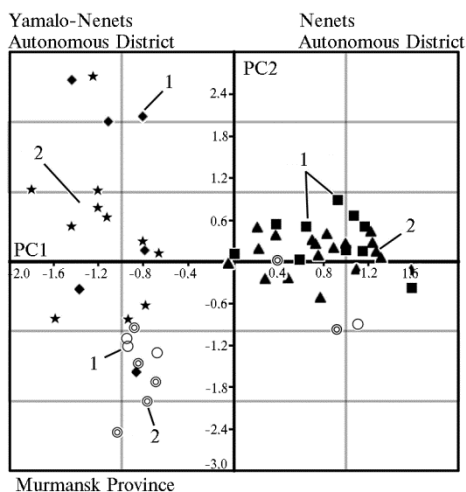 Yamalo-Nenets
Autonomous District
Nenets
Autonomous District
PC2
1
2
2.4
1.8
1.2
0.6
1
2
PC1
-2.0 -1.6 -1.2 -0.8 -0.4 0.4 0.8 1.2 1.6
-0.6
-1.2
-1.8
-2.4
-3.0
1
2
Murmansk Province